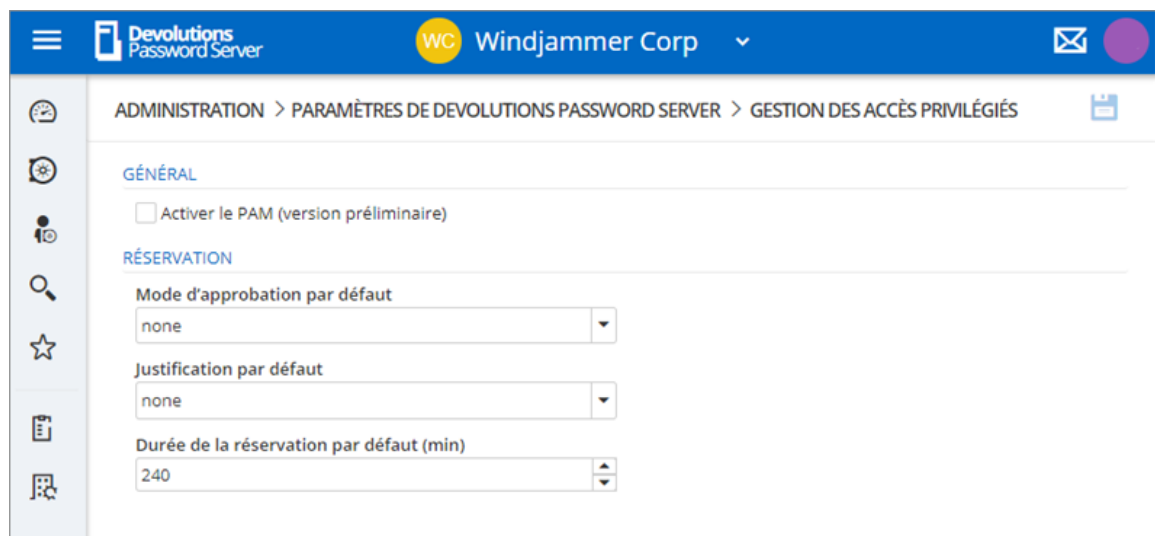 Devolutions
Password Server
WC Windjammer Corp
ADMINISTRATION > PARAMÈTRES DE DEVOLUTIONS PASSWORD SERVER > GESTION DES ACCÈS PRIVILÉGIÉS
GÉNÉRAL
Activer le PAM (version préliminaire)
RÉSERVATION
Mode d'approbation par défaut
none
Justification par défaut
none
Durée de la réservation par défaut (min)
240